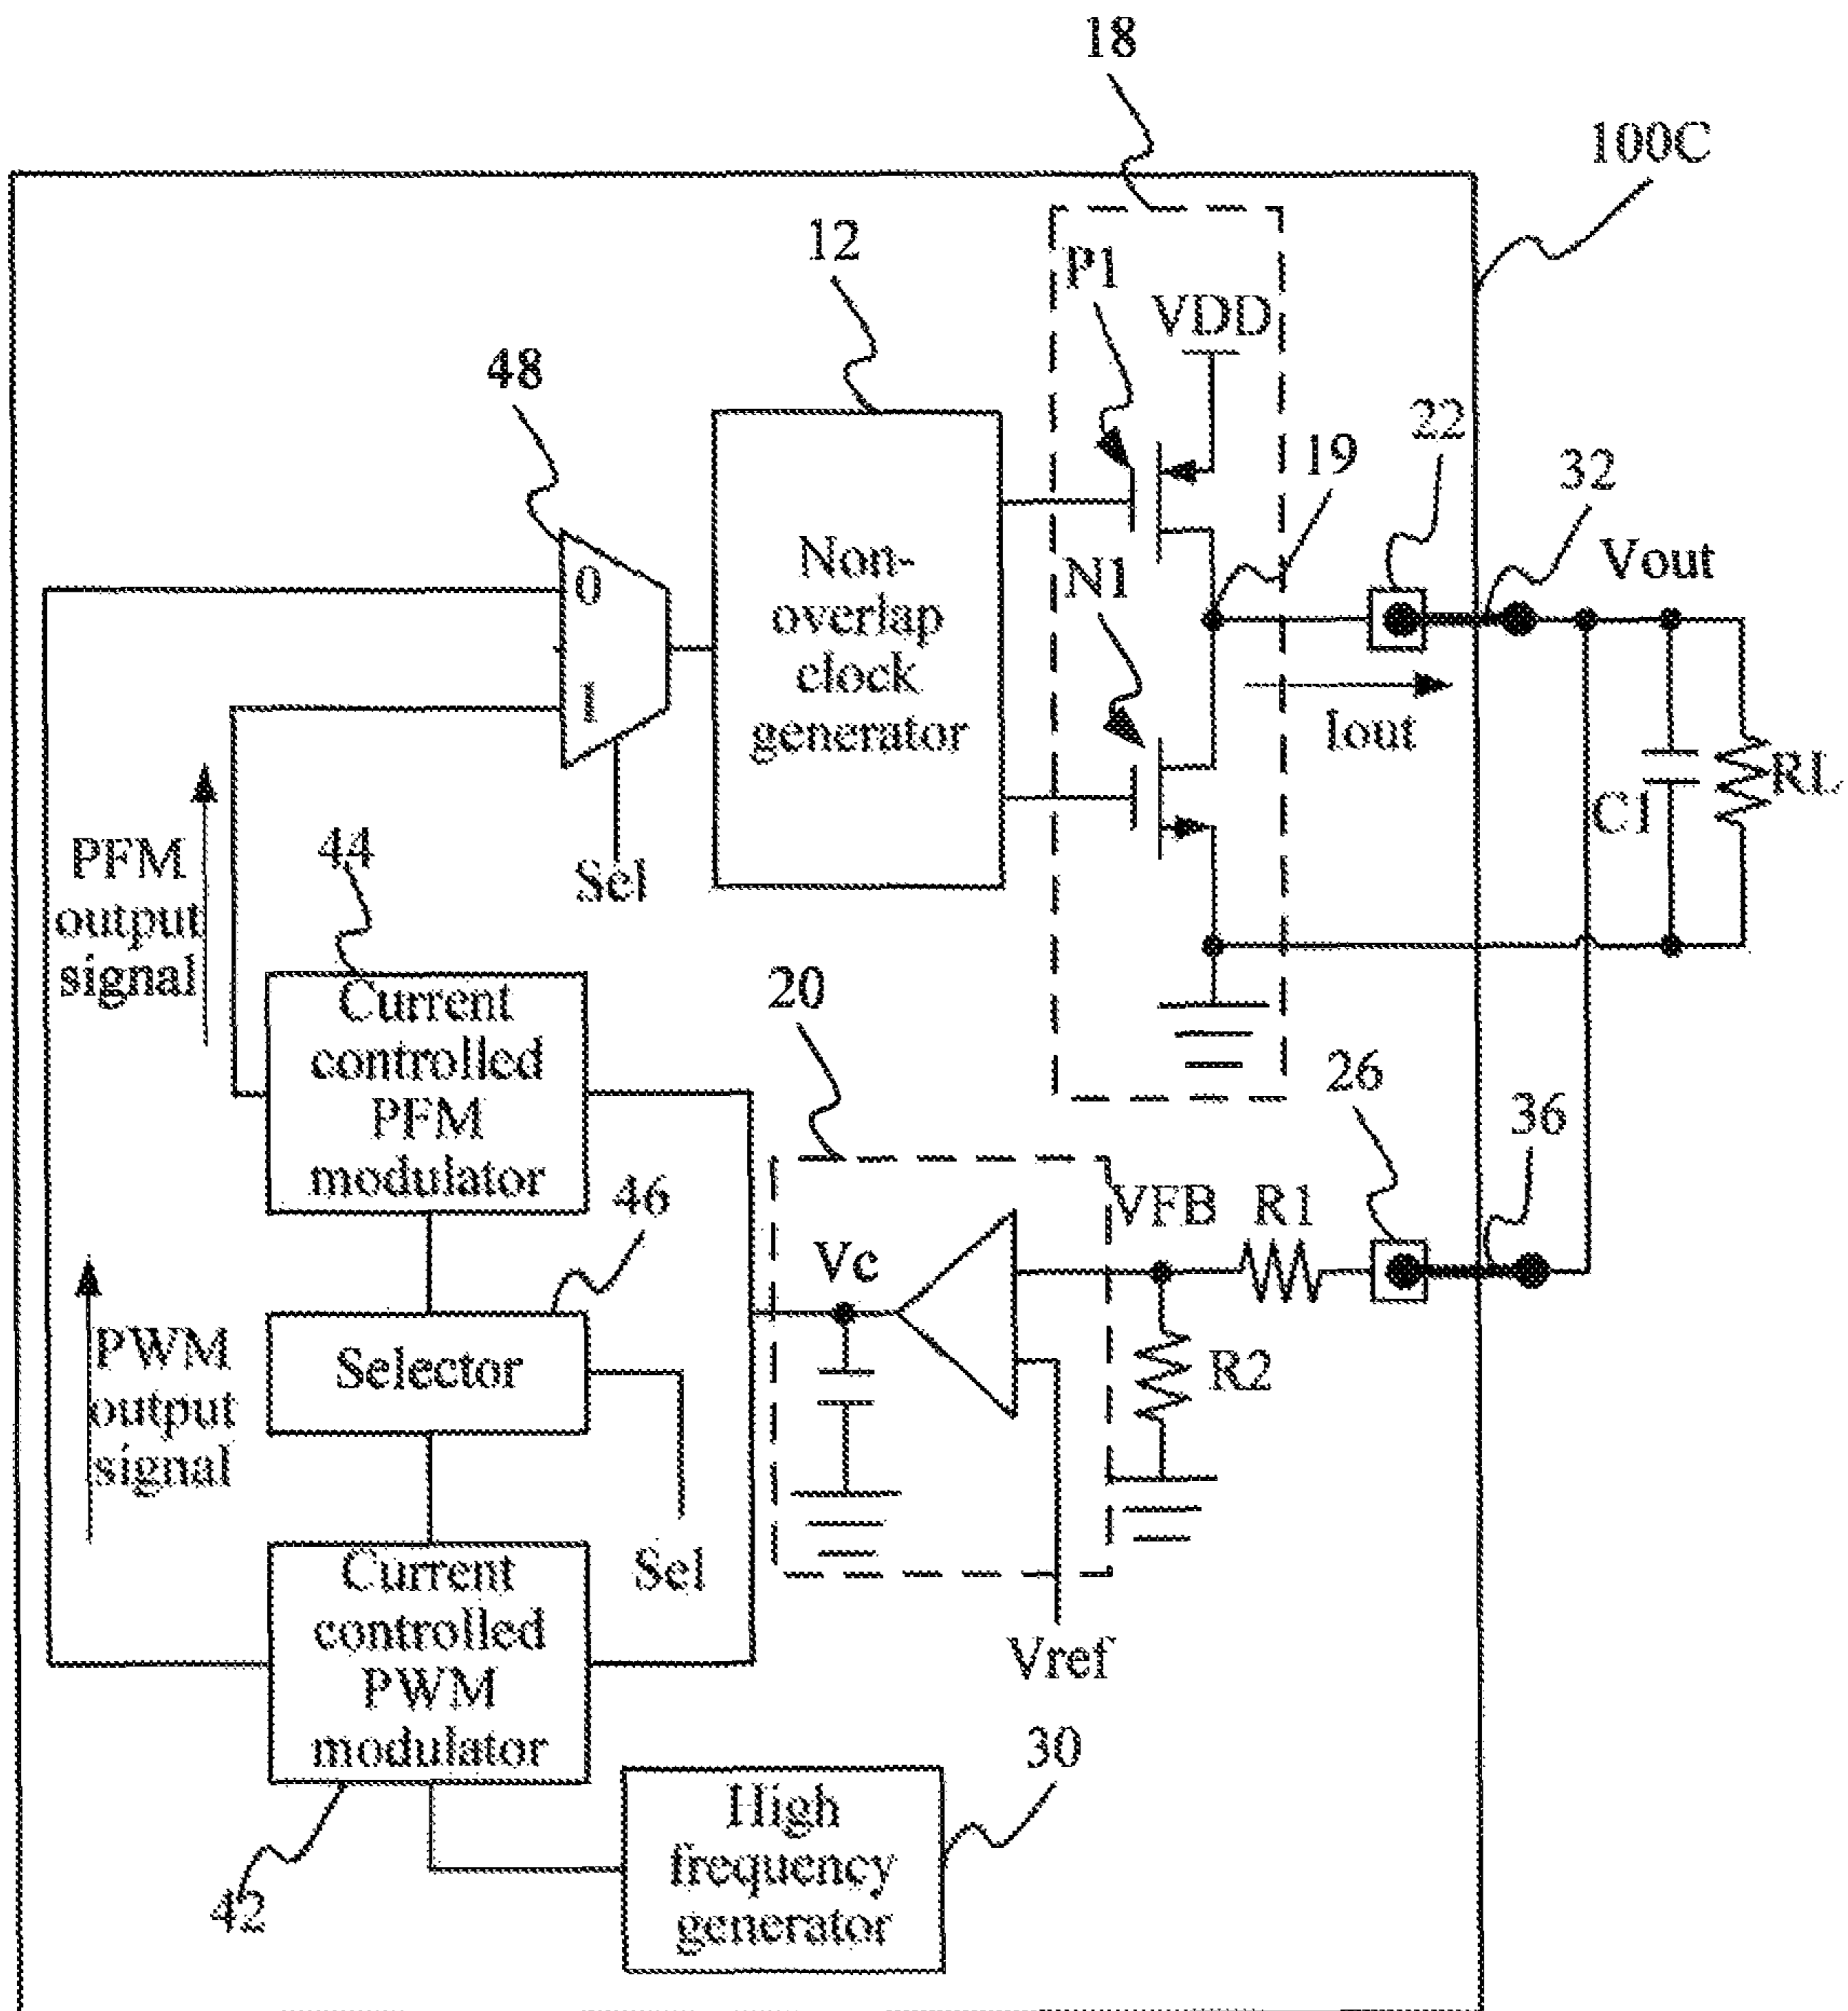 18
100C
12
P1
VDD
48
22
19
32
Vout
0
Non-
overlap
clock
generator
N1
1
Iout
C1
RL
Sel
PFM
output
signal
44
Current
controlled
PFM
modulator
20
26
36
46
VFB
R1
Vc
PWM
output
signal
Selector
R2
Sel
Current
controlled
PWM
modulator
Vref
30
High
frequency
generator
42